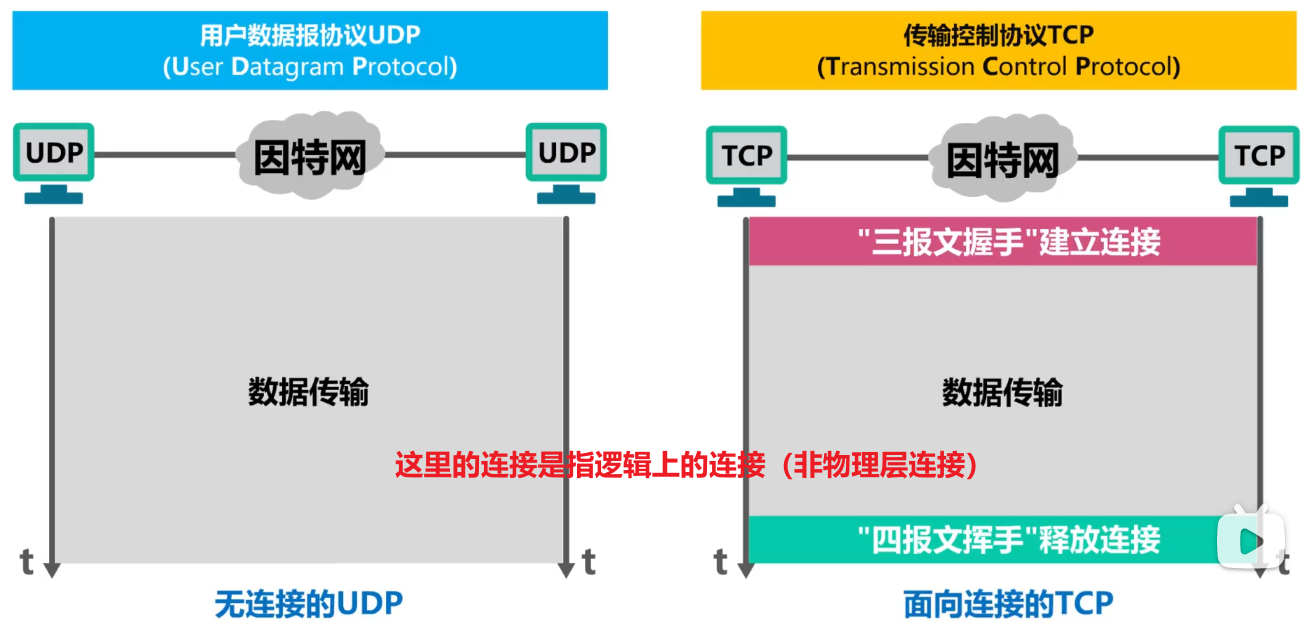 用户数据报协议UDP
(User Datagram Protocol)
UDP
因特网
UDP
数据传输
t
t
无连接的UDP
传输控制协议TCP
(Transmission Control Protocol)
TCP
因特网
TCP
"三报文握手"建立连接
数据传输
这里的连接是指逻辑上的连接（非物理层连接）
"四报文挥手"释放连接
t
t
面向连接的TCP